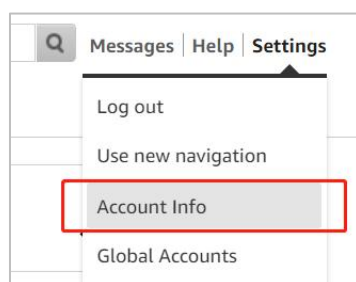 Messages | Help | Settings
Log out
Use new navigation
Account Info
Global Accounts